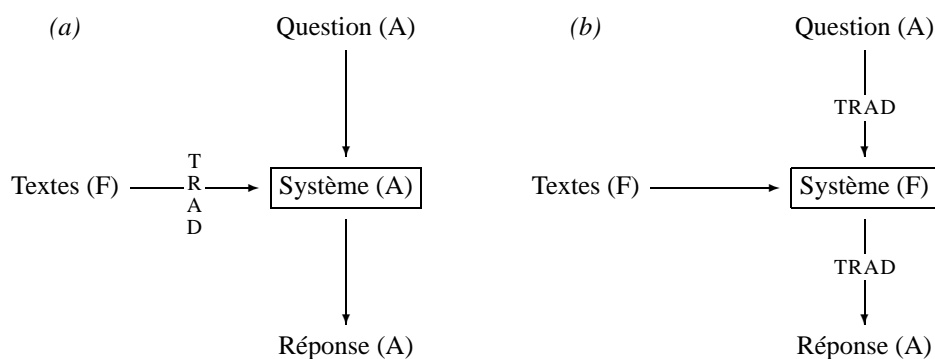 (a)
Question (A)
Textes (F)
T
R
A
D
Système (A)
Réponse (A)
(b)
Question (A)
TRAD
Textes (F)
Système (F)
TRAD
Réponse (A)